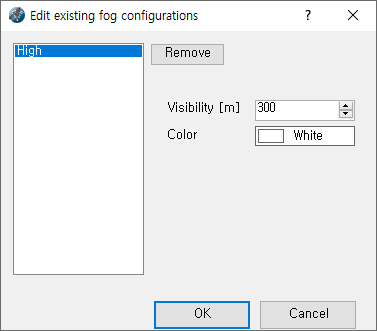 Edit existing fog configurations
?
High
Remove
Visibility [m] 300
Color White
OK Cancel